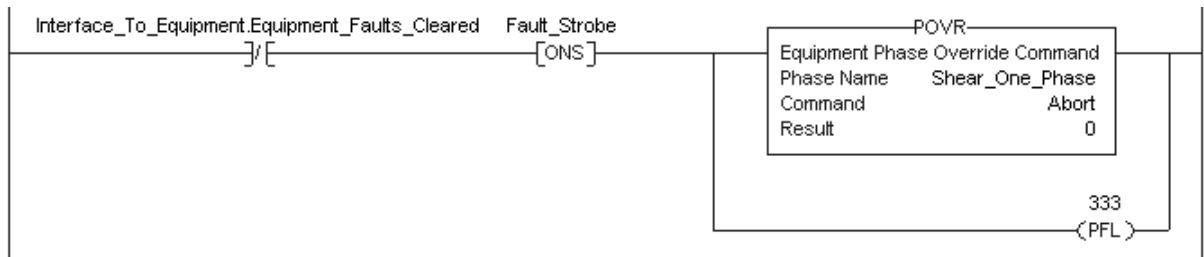 Interface_To_Equipment.Equipment_Faults_Cleared Fault_Strobe
ONS
POVR
Equipment Phase Override Command
Phase Name Shear_One_Phase
Command Abort
Result 0
333
PFL